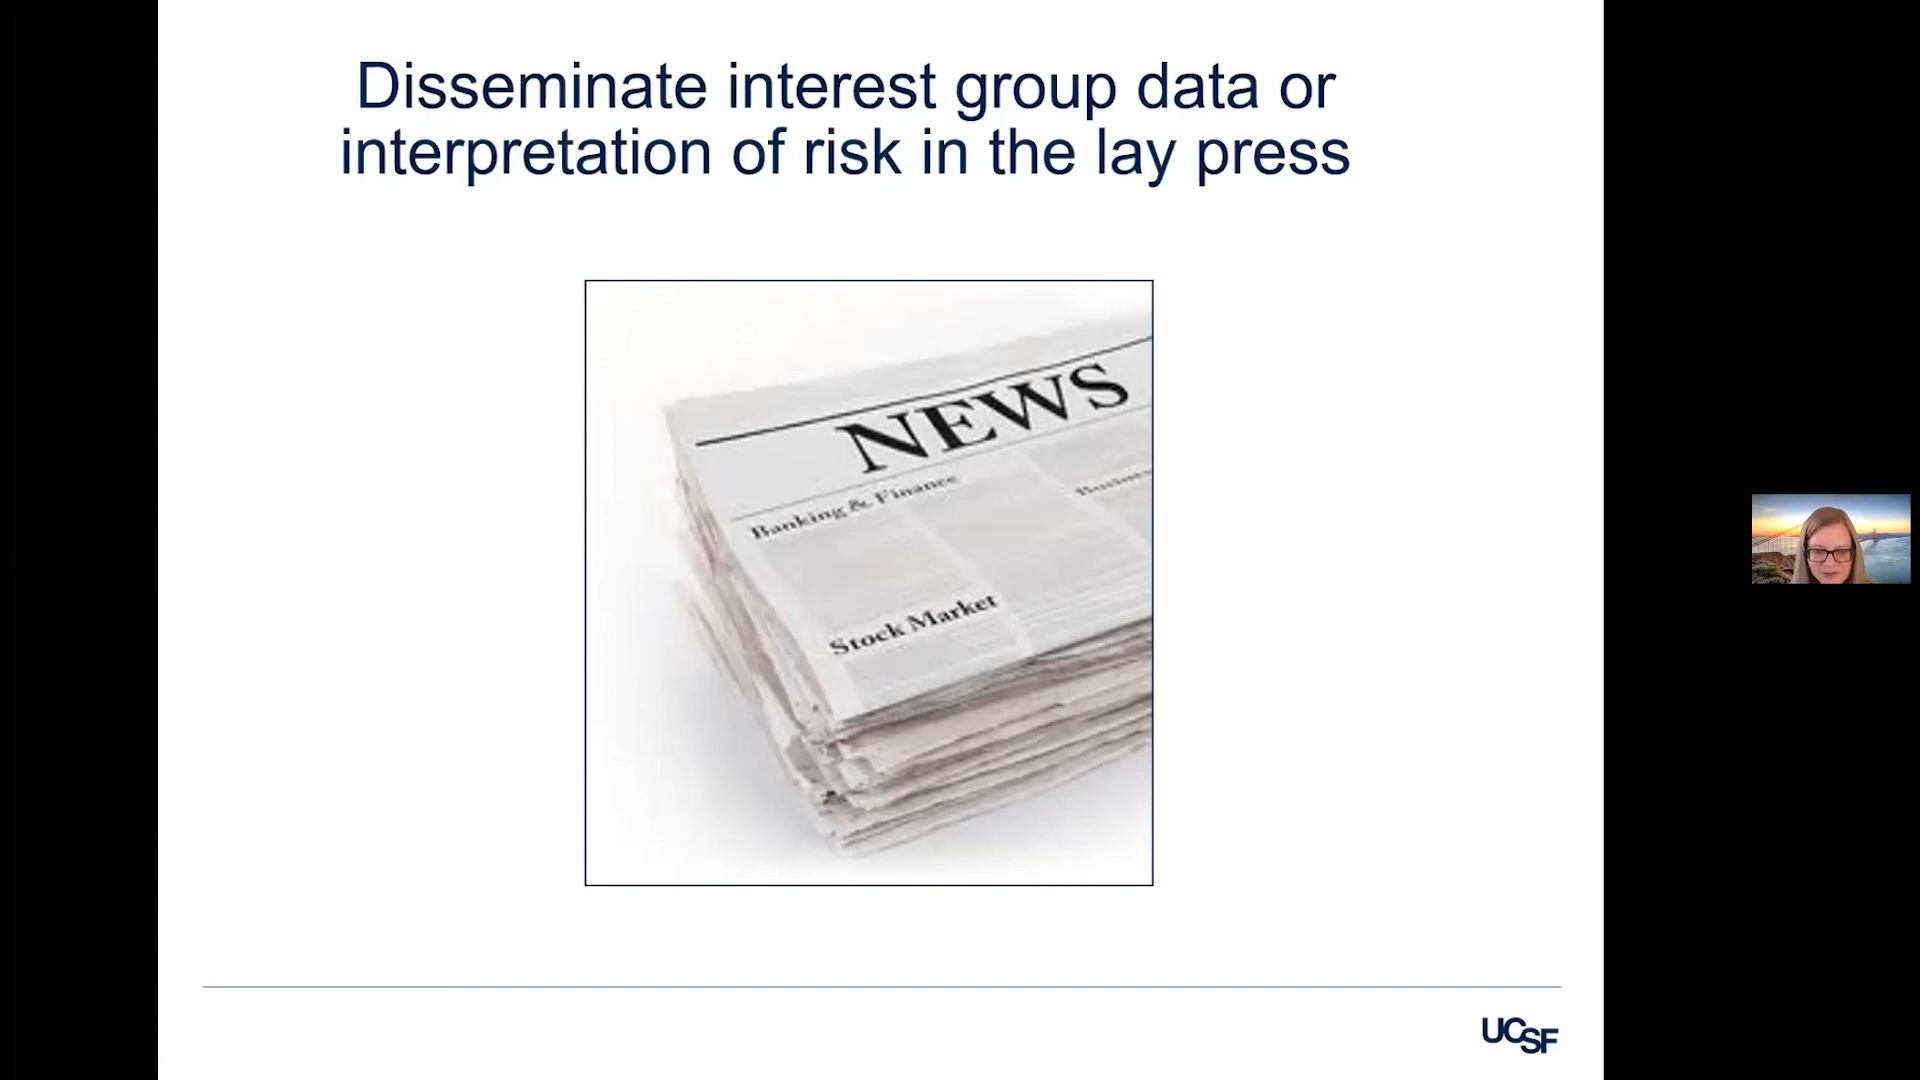 Disseminate interest group data or
interpretation of risk in the lay press
NEWS
Banking & Finance
Stock Market
UCSF